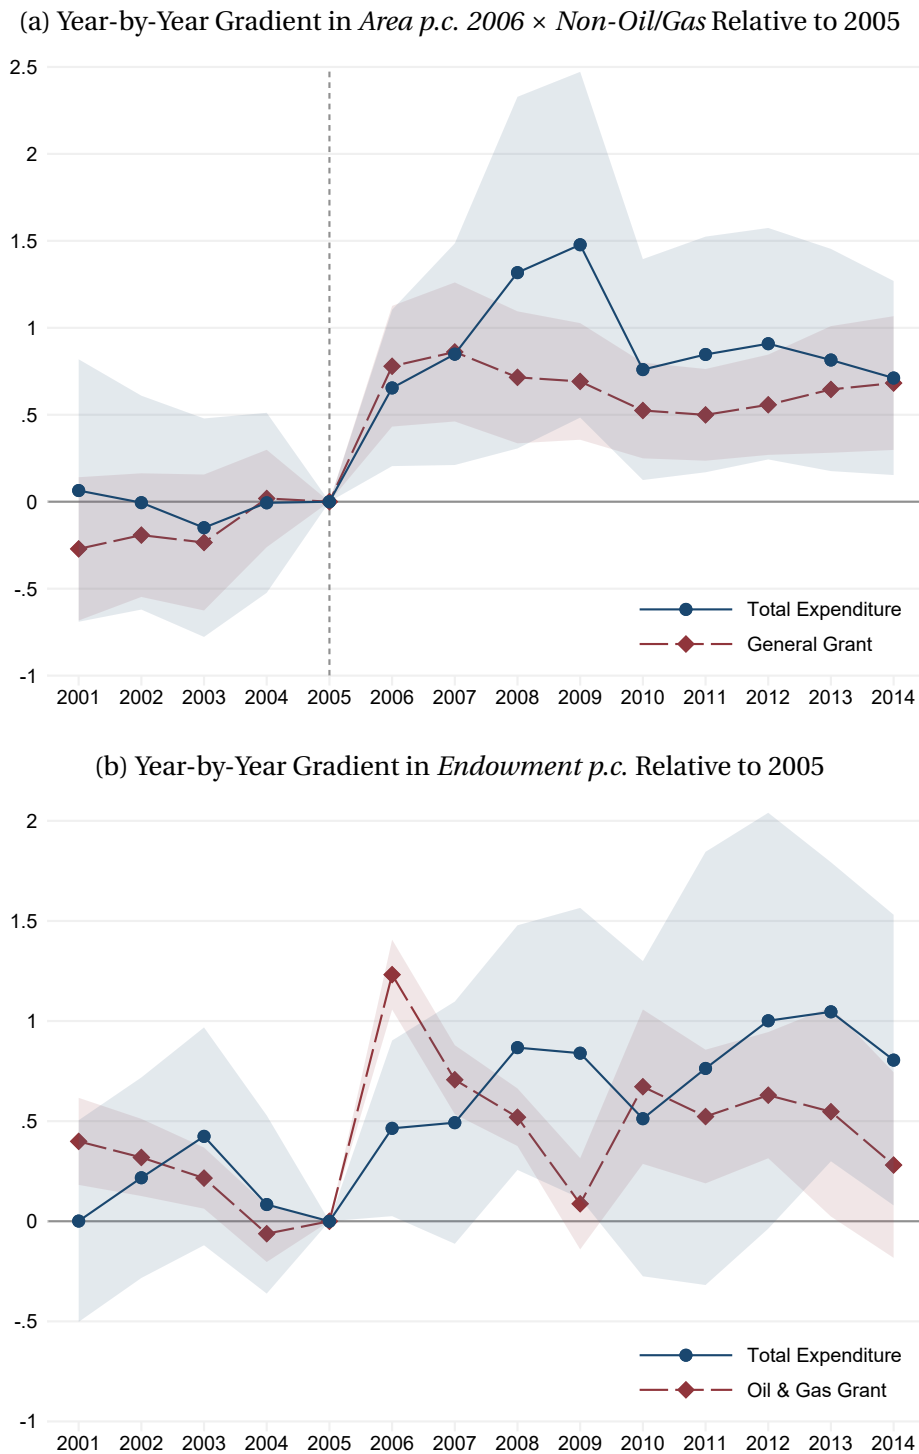 (a) Year-by-Year Gradient in Area p.c. 2006 × Non-Oil/Gas Relative to 2005
2.5
2
1.5
1
.5
0
-.5
-1
Total Expenditure
General Grant
2001 2002 2003 2004 2005 2006 2007 2008 2009 2010 2011 2012 2013 2014
(b) Year-by-Year Gradient in Endowment p.c. Relative to 2005
2
1.5
1
.5
0
-.5
-1
Total Expenditure
Oil & Gas Grant
2001 2002 2003 2004 2005 2006 2007 2008 2009 2010 2011 2012 2013 2014